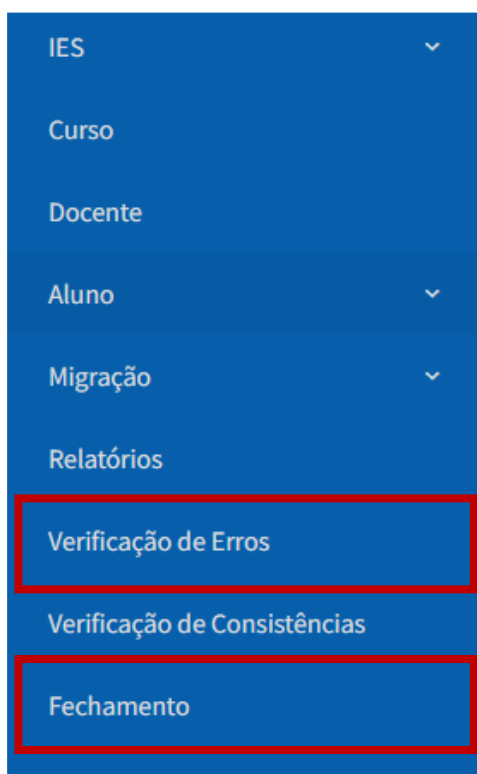 IES
Curso
Docente
Aluno
Migração
Relatórios
Verificação de Erros
Verificação de Consistências
Fechamento